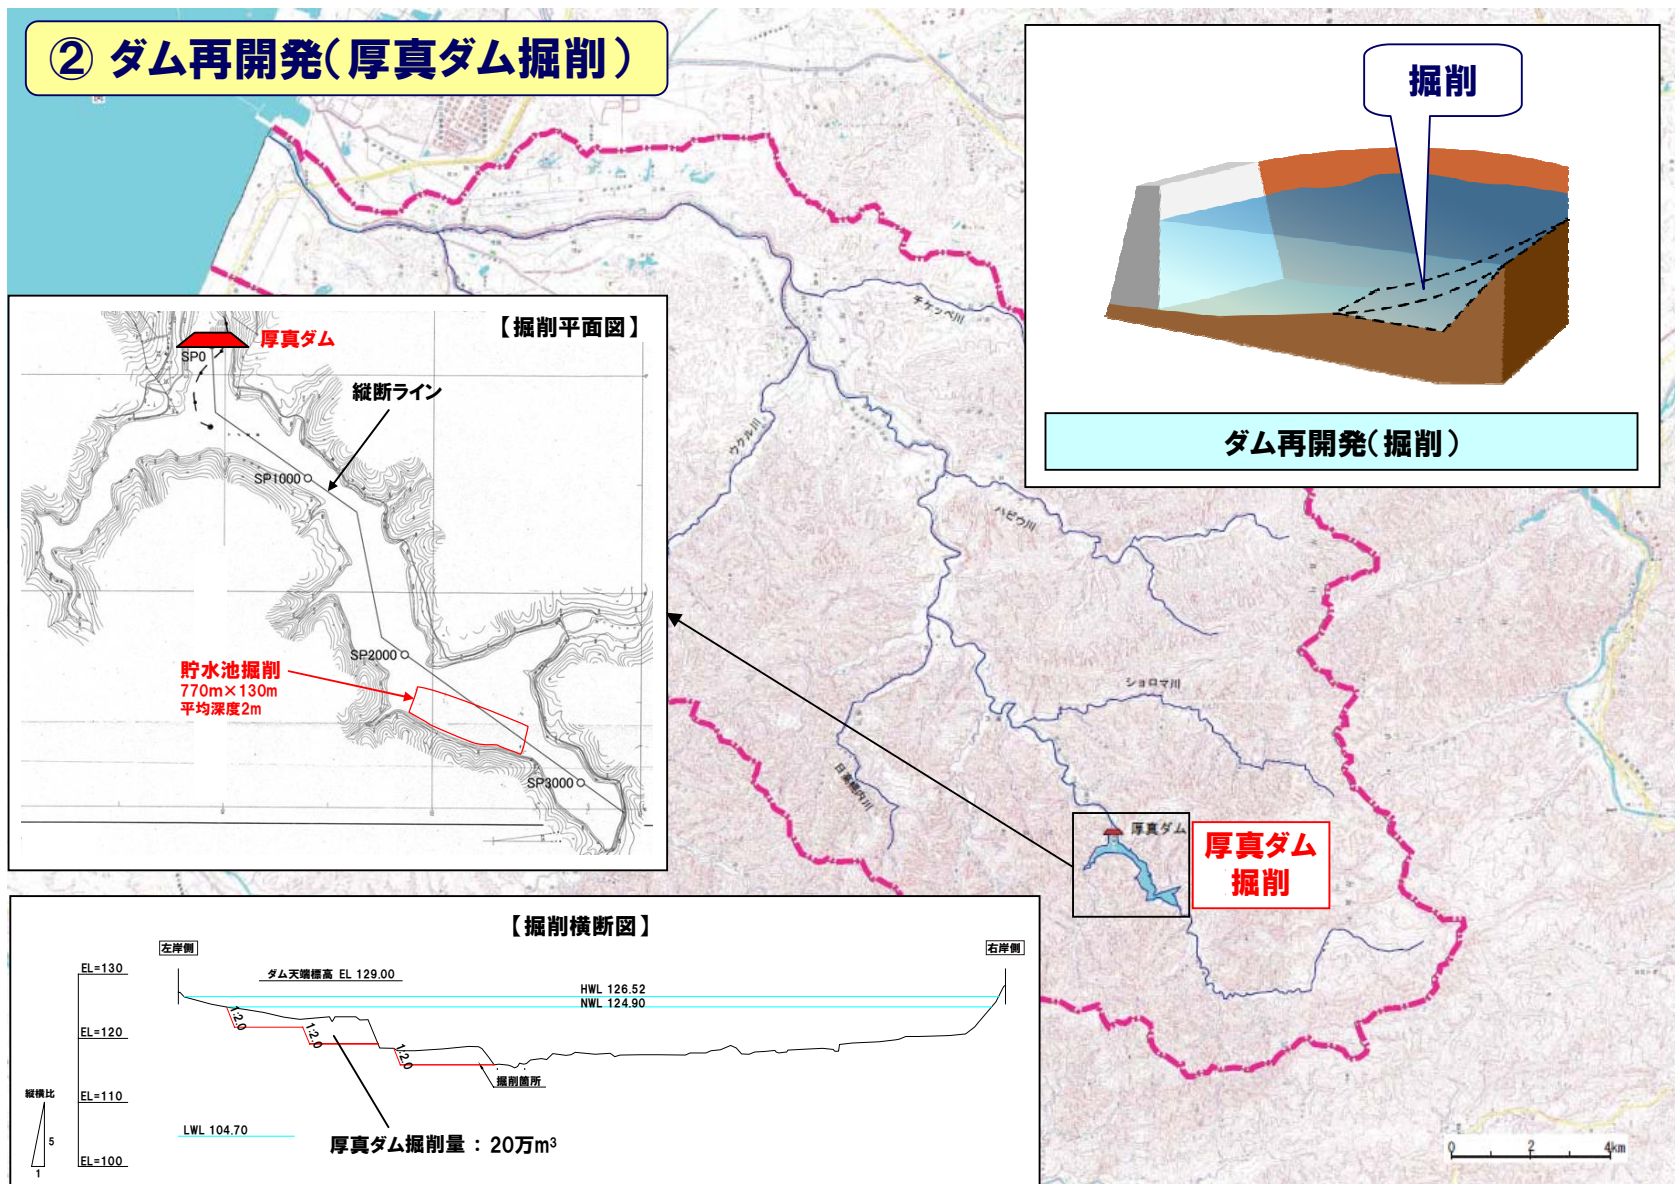 ② ダム再開発(厚真ダム掘削)
掘削
ダム再開発(掘削)
【掘削平面図】
厚真ダム
SP0
縦断ライン
SP1000
SP2000
貯水池掘削
770m×130m
平均深度2m
SP3000
チケッペ川
ウクル川
ハビウ川
ショロマ川
日高幌内川
厚真ダム
厚真ダム
掘削
【掘削横断図】
左岸側
右岸側
EL=130
ダム天端標高 EL 129.00
HWL 126.52
NWL 124.90
1:2.0
EL=120
1:2.0
1:2.0
掘削箇所
縦横比
EL=110
5
LWL 104.70
厚真ダム掘削量 : 20万m³
EL=100
1
0 2 4km